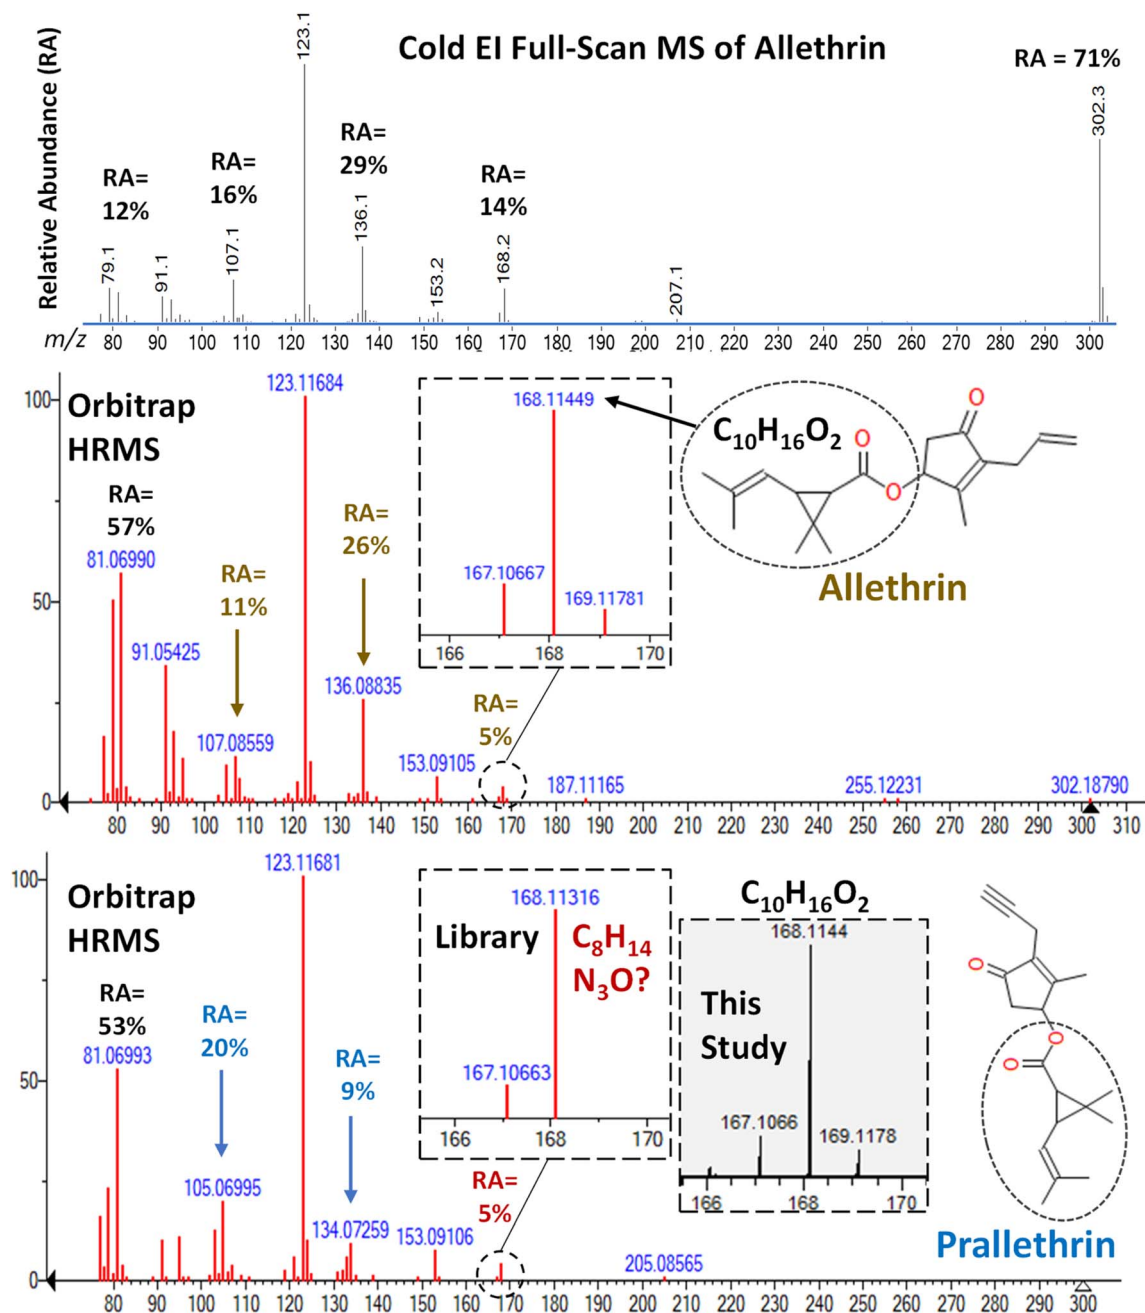 Cold EI Full-Scan MS of Allethrin
Relative Abundance (RA)
RA = 71%
123.1
302.3
RA=
29%
RA=
16%
RA=
12%
RA=
14%
136.1
107.1
79.1
91.1
153.2
168.2
207.1
m/z 80 90 100 110 120 130 140 150 160 170 180 190 200 210 220 230 240 250 260 270 280 290 300
Orbitrap
HRMS
100
50
0
123.11684
RA=
57%
81.06990
91.05425
RA=
11%
107.08559
RA=
26%
136.08835
153.09105
RA=
5%
187.11165
255.12231
302.18790
168.11449
167.10667
169.11781
166 168 170
C10H16O2
O
O
O
Allethrin
80 90 100 110 120 130 140 150 160 170 180 190 200 210 220 230 240 250 260 270 280 290 300 310
Orbitrap
HRMS
100
50
0
123.11681
RA=
53%
81.06993
RA=
20%
105.06995
RA=
9%
134.07259
153.09106
RA=
5%
205.08565
Library
168.11316
C8H14
N3O?
167.10663
166 168 170
C10H16O2
168.1144
This
Study
167.1066
169.1178
166 168 170
O
O
O
Prallethrin
80 90 100 110 120 130 140 150 160 170 180 190 200 210 220 230 240 250 260 270 280 290 300